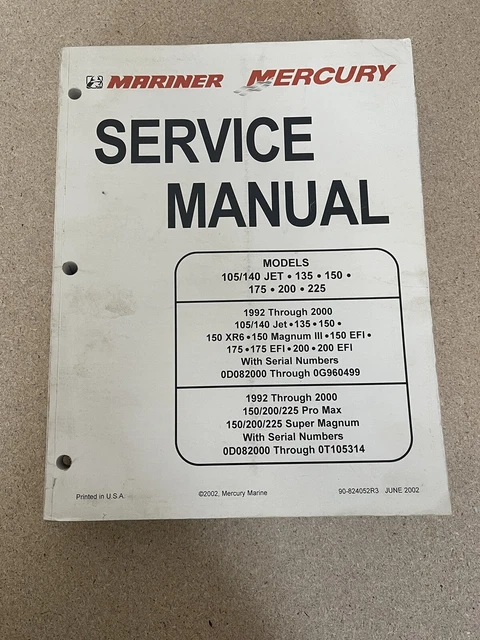 MARINER MERCURY
SERVICE
MANUAL
MODELS
105/140 JET • 135 • 150 •
175 • 200 • 225
1992 Through 2000
105/140 Jet • 135 • 150 •
150 XR6 • 150 Magnum III • 150 EFI •
175 • 175 EFI • 200 • 200 EFI
With Serial Numbers
0D082000 Through 0G960499
1992 Through 2000
150/200/225 Pro Max
150/200/225 Super Magnum
With Serial Numbers
0D082000 Through 0T105314
Printed in U.S.A. ©2002, Mercury Marine 90-824052R3 JUNE 2002